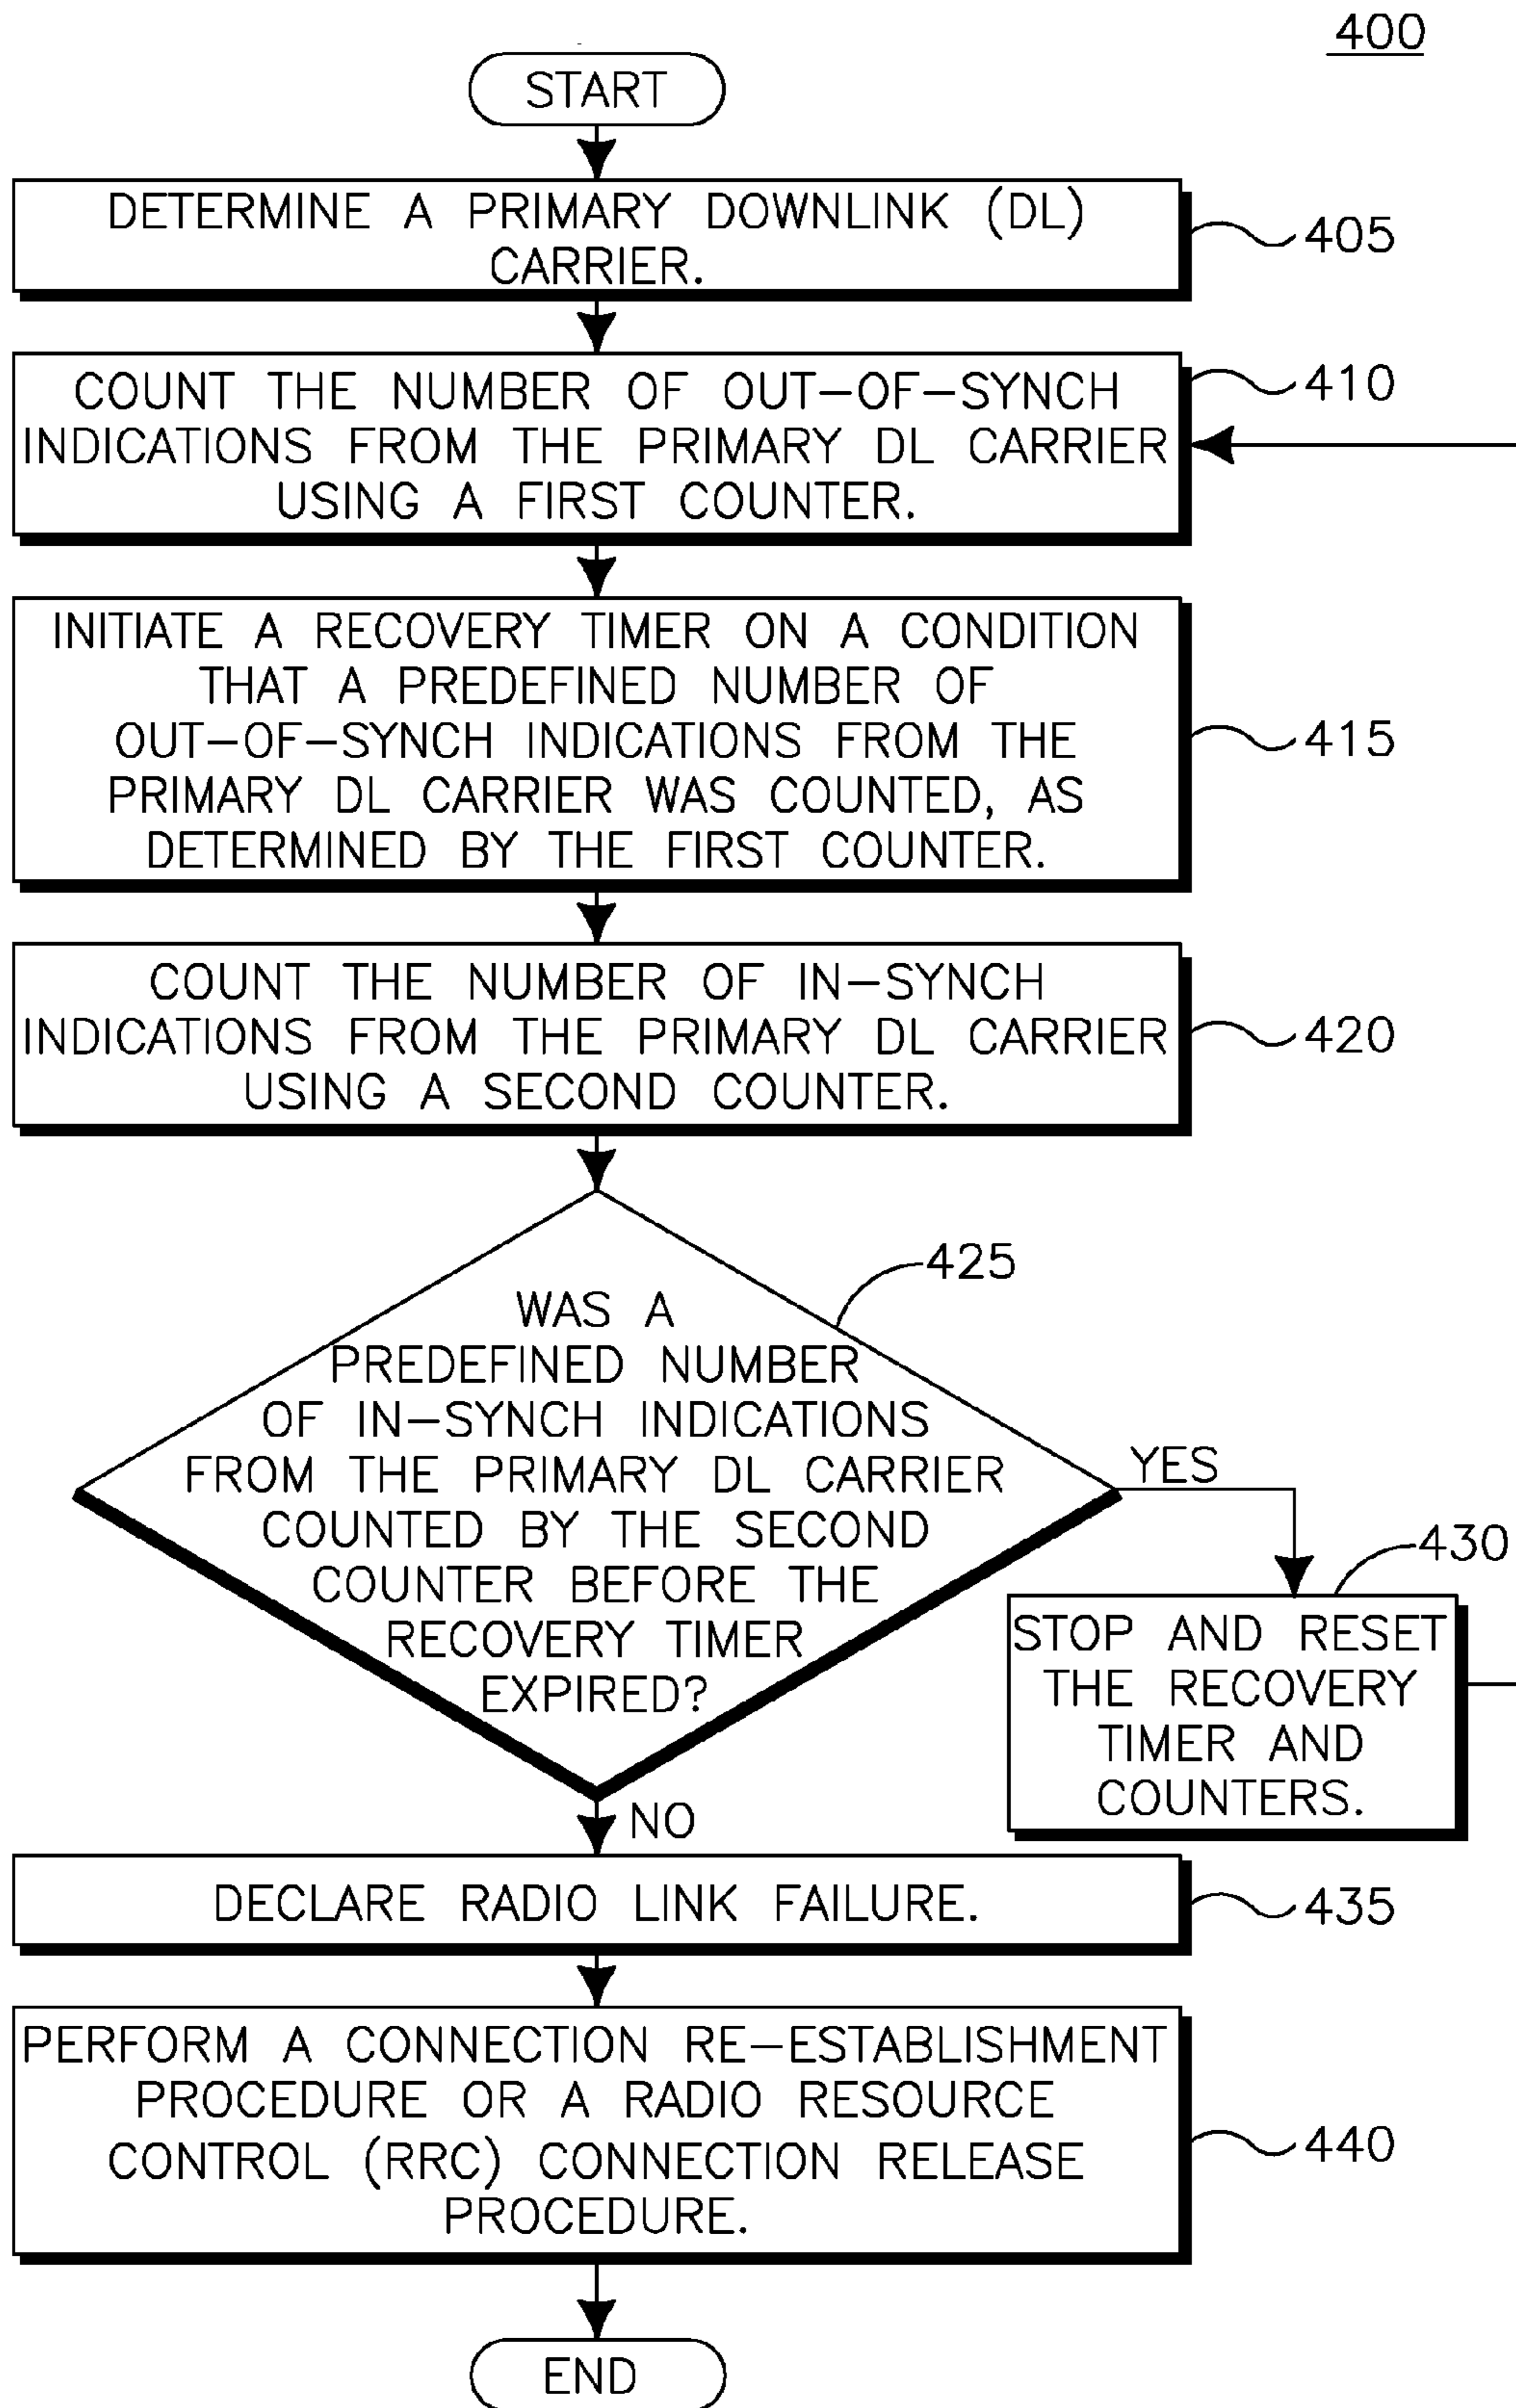 400
START
DETERMINE A PRIMARY DOWNLINK (DL)
CARRIER.
405
COUNT THE NUMBER OF OUT-OF-SYNCH
INDICATIONS FROM THE PRIMARY DL CARRIER
USING A FIRST COUNTER.
410
INITIATE A RECOVERY TIMER ON A CONDITION
THAT A PREDEFINED NUMBER OF
OUT-OF-SYNCH INDICATIONS FROM THE
PRIMARY DL CARRIER WAS COUNTED, AS
DETERMINED BY THE FIRST COUNTER.
415
COUNT THE NUMBER OF IN-SYNCH
INDICATIONS FROM THE PRIMARY DL CARRIER
USING A SECOND COUNTER.
420
WAS A
PREDEFINED NUMBER
OF IN-SYNCH INDICATIONS
FROM THE PRIMARY DL CARRIER
COUNTED BY THE SECOND
COUNTER BEFORE THE
RECOVERY TIMER
EXPIRED?
425
YES
430
STOP AND RESET
THE RECOVERY
TIMER AND
COUNTERS.
NO
DECLARE RADIO LINK FAILURE.
435
PERFORM A CONNECTION RE-ESTABLISHMENT
PROCEDURE OR A RADIO RESOURCE
CONTROL (RRC) CONNECTION RELEASE
PROCEDURE.
440
END